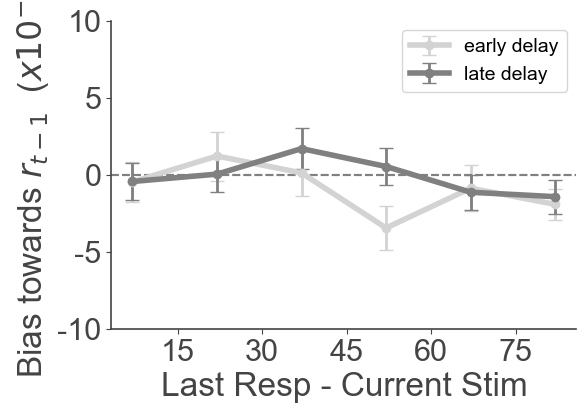 Bias towards r_{t-1} (x10^-
10
5
0
-5
-10
early delay
late delay
15 30 45 60 75
Last Resp - Current Stim